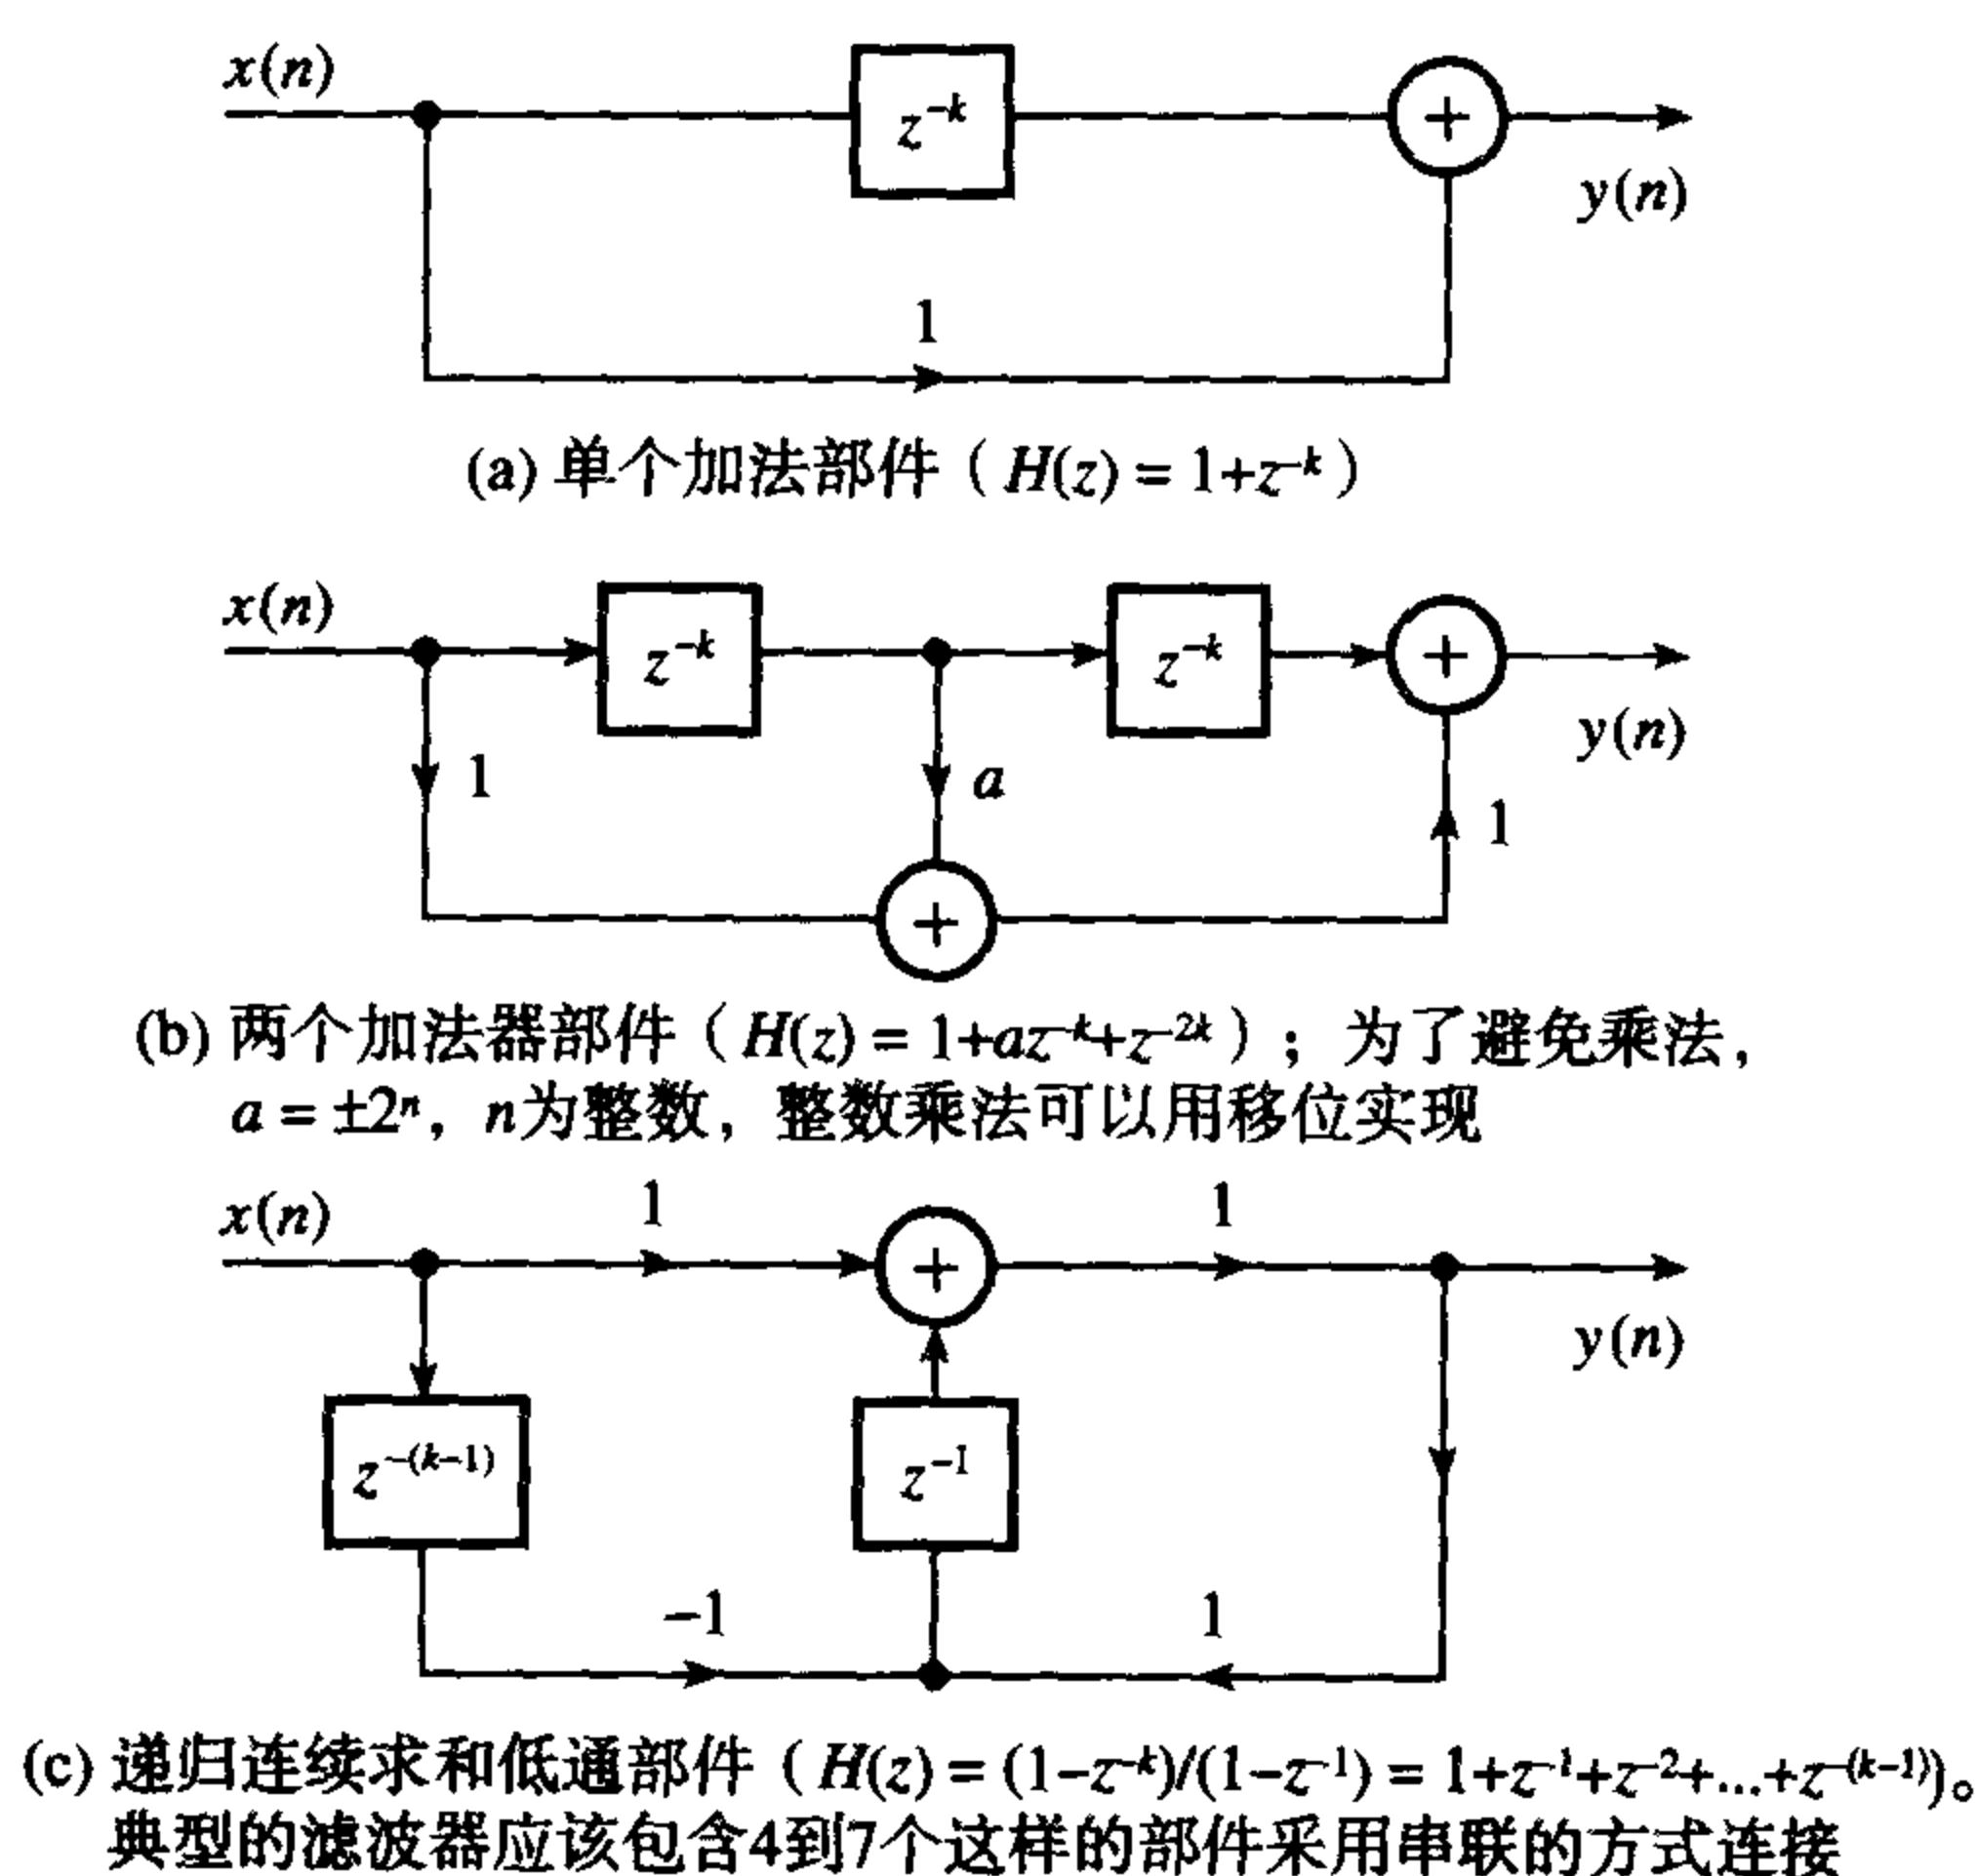 x(n)
z⁻ᵏ
+
y(n)
1
(a) 单个加法部件（H(z) = 1+z⁻ᵏ）
x(n)
z⁻ᵏ
z⁻ᵏ
+
y(n)
1
a
1
+
(b) 两个加法器部件（H(z) = 1+az⁻ᵏ+z⁻²ᵏ）；为了避免乘法，
a = ±2ⁿ，n为整数，整数乘法可以用移位实现
x(n)
1
+
1
y(n)
z⁻⁽ᵏ⁻¹⁾
z⁻¹
−1
1
(c) 递归连续求和低通部件（H(z) = (1−z⁻ᵏ)/(1−z⁻¹) = 1+z⁻¹+z⁻²+...+z⁻⁽ᵏ⁻¹⁾)。
典型的滤波器应该包含4到7个这样的部件采用串联的方式连接